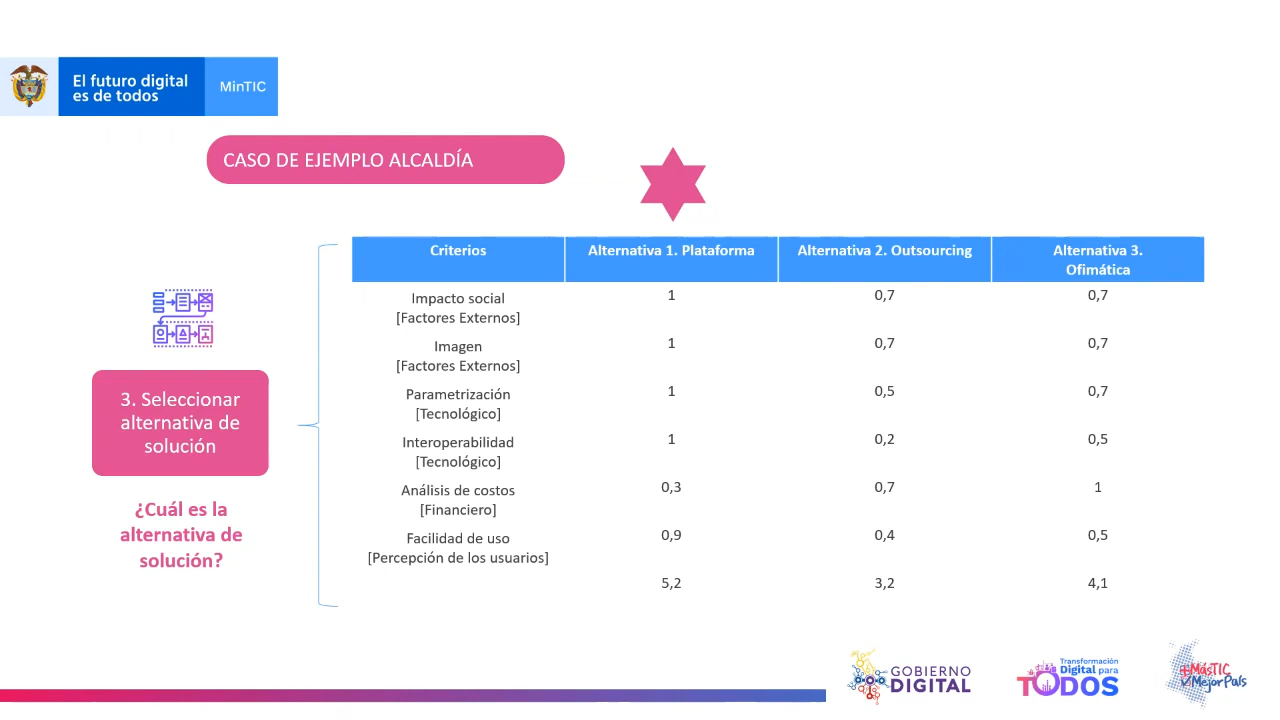 El futuro digital
es de todos
MinTIC
CASO DE EJEMPLO ALCALDÍA
Criterios
Alternativa 1. Plataforma
Alternativa 2. Outsourcing
Alternativa 3.
Ofimática
Impacto social
[Factores Externos]
1
0,7
0,7
Imagen
[Factores Externos]
1
0,7
0,7
Parametrización
[Tecnológico]
1
0,5
0,7
Interoperabilidad
[Tecnológico]
1
0,2
0,5
Análisis de costos
[Financiero]
0,3
0,7
1
Facilidad de uso
[Percepción de los usuarios]
0,9
0,4
0,5
5,2
3,2
4,1
3. Seleccionar
alternativa de
solución
¿Cuál es la
alternativa de
solución?
GOBIERNO
DIGITAL
Transformación
Digital para
TODOS
+MásTIC
MejorPaís